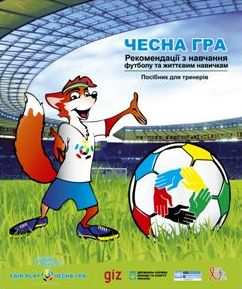 ЧЕСНА ГРА
Рекомендації з навчання
футболу та життєвим навичкам
Посібник для тренерів
FAIR PLAY ЧЕСНА ГРА
giz